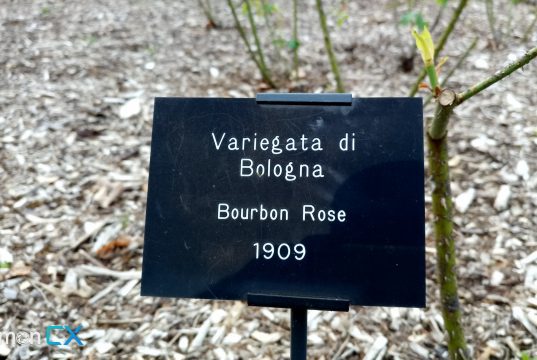 Variegata di
Bologna
Bourbon Rose
1909